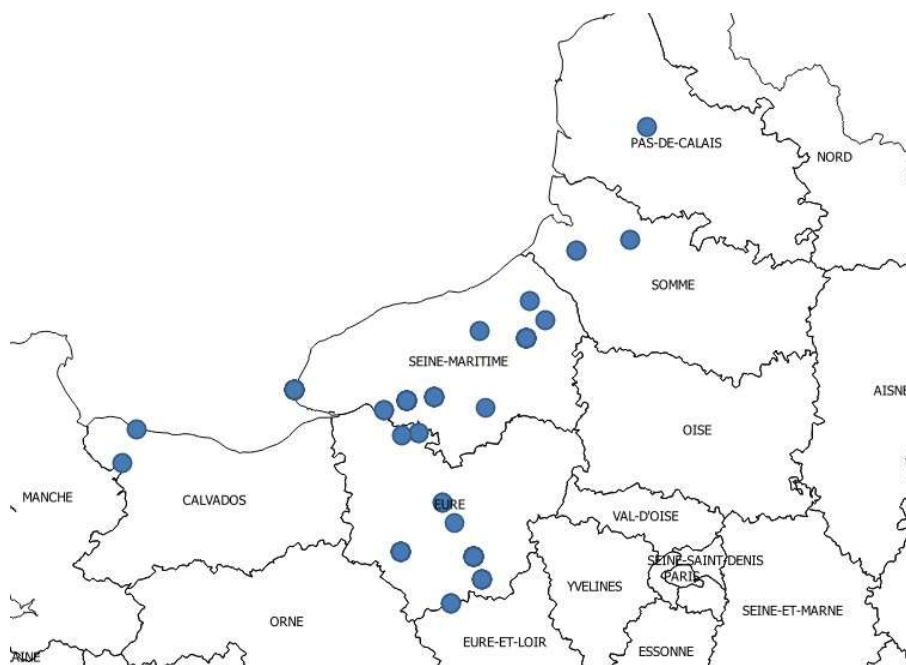 PAS-DE-CALAIS
NORD
SOMME
SEINE-MARITIME
AISNE
OISE
MANCHE
CALVADOS
EURE
VAL-D'OISE
SEINE-SAINT-DENIS
PARIS
YVELINES
SEINE-ET-MARNE
ORNE
EURE-ET-LOIR
ESSONNE
AINE